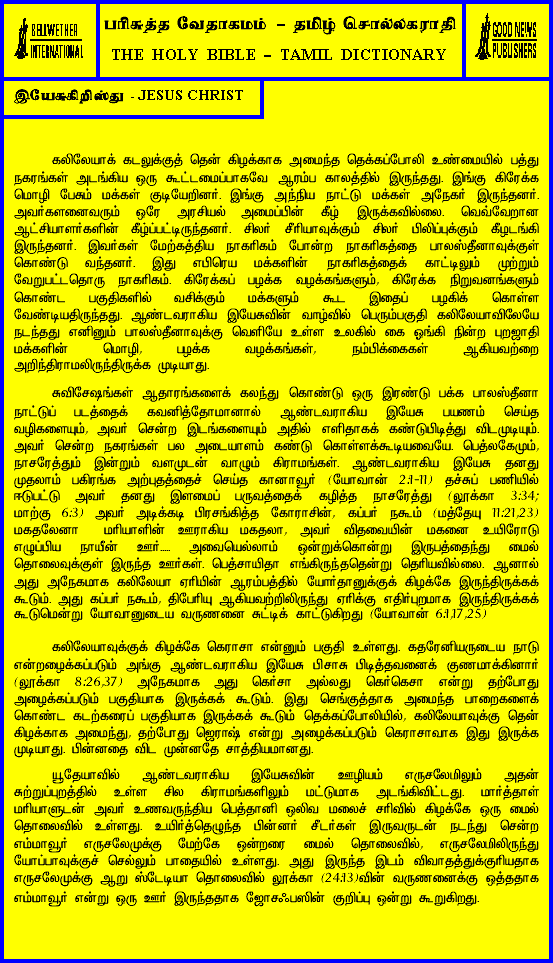 BELLWETHER
INTERNATIONAL
பரிசுத்த வேதாகமம் – தமிழ் சொல்லகராதி
THE HOLY BIBLE – TAMIL DICTIONARY
GOOD NEWS
PUBLISHERS
இயேசுகிறிஸ்து - JESUS CHRIST
கலிலேயாக் கடலுக்குத் தென் கிழக்காக அமைந்த தெக்கப்போலி உண்மையில் பத்து
நகரங்கள் அடங்கிய ஒரு கூட்டமைப்பாகவே ஆரம்ப காலத்தில் இருந்தது. இங்கு கிரேக்க
மொழி பேசும் மக்கள் குடியேறினர். இங்கு அந்நிய நாட்டு மக்கள் அநேகர் இருந்தனர்.
அவர்களனைவரும் ஒரே அரசியல் அமைப்பின் கீழ் இருக்கவில்லை. வெவ்வேறான
ஆட்சியாளர்களின் கீழ்ப்பட்டிருந்தனர். சிலர் சீரியாவுக்கும் சிலர் பிலிப்புக்கும் கீழடங்கி
இருந்தனர். இவர்கள் மேற்கத்திய நாகரிகம் போன்ற நாகரிகத்தை பாலஸ்தீனாவுக்குள்
கொண்டு வந்தனர். இது எபிரெய மக்களின் நாகரிகத்தைக் காட்டிலும் முற்றும்
வேறுபட்டதொரு நாகரிகம். கிரேக்கப் பழக்க வழக்கங்களும், கிரேக்க நிறுவனங்களும்
கொண்ட பகுதிகளில் வசிக்கும் மக்களும் கூட இதைப் பழகிக் கொள்ள
வேண்டியதிருந்தது. ஆண்டவராகிய இயேசுவின் வாழ்வில் பெரும்பகுதி கலிலேயாவிலேயே
நடந்தது எனினும் பாலஸ்தீனாவுக்கு வெளியே உள்ள உலகில் கை ஓங்கி நின்ற புறஜாதி
மக்களின் மொழி, பழக்க வழக்கங்கள், நம்பிக்கைகள் ஆகியவற்றை
அறிந்திராமலிருந்திருக்க முடியாது.
சுவிசேஷங்கள் ஆதாரங்களைக் கலந்து கொண்டு ஒரு இரண்டு பக்க பாலஸ்தீனா
நாட்டுப் படத்தைக் கவனித்தோமானால் ஆண்டவராகிய இயேசு பயணம் செய்த
வழிகளையும், அவர் சென்ற இடங்களையும் அதில் எளிதாகக் கண்டுபிடித்து விடமுடியும்.
அவர் சென்ற நகரங்கள் பல அடையாளம் கண்டு கொள்ளக்கூடியவையே. பெத்லகேமும்,
நாசரேத்தும் இன்றும் வளமுடன் வாழும் கிராமங்கள். ஆண்டவராகிய இயேசு தனது
முதலாம் பகிரங்க அற்புதத்தைச் செய்த கானாவூர் (யோவான் 2:1-11) தச்சுப் பணியில்
ஈடுபட்டு அவர் தனது இளமைப் பருவத்தைக் கழித்த நாசரேத்து (லூக்கா 3:34;
மாற்கு 6:3) அவர் அடிக்கடி பிரசங்கித்த கோராசின், கப்பர் நகூம் (மத்தேயு 11:21,23)
மகதலேனா மரியாளின் ஊராகிய மகதலா, அவர் விதவையின் மகனை உயிரோடு
எழுப்பிய நாயீன் ஊர்..... அவையெல்லாம் ஒன்றுக்கொன்று இருபத்தைந்து மைல்
தொலைவுக்குள் இருந்த ஊர்கள். பெத்சாயிதா எங்கிருந்ததென்று தெரியவில்லை. ஆனால்
அது அநேகமாக கலிலேயா ஏரியின் ஆரம்பத்தில் யோர்தானுக்குக் கிழக்கே இருந்திருக்கக்
கூடும். அது கப்பர் நகூம், திபேரியு ஆகியவற்றிலிருந்து ஏரிக்கு எதிர்புறமாக இருந்திருக்கக்
கூடுமென்று யோவானுடைய வருணனை சுட்டிக் காட்டுகிறது (யோவான் 6:1,17,25)
கலிலேயாவுக்குக் கிழக்கே கெராசா என்னும் பகுதி உள்ளது. கதரேனியருடைய நாடு
என்றழைக்கப்படும் அங்கு ஆண்டவராகிய இயேசு பிசாசு பிடித்தவனைக் குணமாக்கினார்
(லூக்கா 8:26,37) அநேகமாக அது கெர்சா அல்லது கெர்கெசா என்று தற்போது
அழைக்கப்படும் பகுதியாக இருக்கக் கூடும். இது செங்குத்தாக அமைந்த பாறைகளைக்
கொண்ட கடற்கரைப் பகுதியாக இருக்கக் கூடும் தெக்கப்போலியில், கலிலேயாவுக்கு தென்
கிழக்காக அமைந்து, தற்போது ஜெராஷ் என்று அழைக்கப்படும் கெராசாவாக இது இருக்க
முடியாது. பின்னதை விட முன்னதே சாத்தியமானது.
யூதேயாவில் ஆண்டவராகிய இயேசுவின் ஊழியம் எருசலேமிலும் அதன்
சுற்றுப்புறத்தில் உள்ள சில கிராமங்களிலும் மட்டுமாக அடங்கிவிட்டது. மார்த்தாள்
மரியாளுடன் அவர் உணவருந்திய பெத்தானி ஒலிவ மலைச் சரிவில் கிழக்கே ஒரு மைல்
தொலைவில் உள்ளது. உயிர்த்தெழுந்த பின்னர் சீடர்கள் இருவருடன் நடந்து சென்ற
எம்மாவூர் எருசலேமுக்கு மேற்கே ஒன்றரை மைல் தொலைவில், எருசலேமிலிருந்து
யோப்பாவுக்குச் செல்லும் பாதையில் உள்ளது. அது இருந்த இடம் விவாதத்துக்குரியதாக
எருசலேமுக்கு ஆறு ஸ்டேடியா தொலைவில் லூக்கா (24:13)வின் வருணனைக்கு ஒத்ததாக
எம்மாவூர் என்று ஒரு ஊர் இருந்ததாக ஜோசஃபஸின் குறிப்பு ஒன்று கூறுகிறது.